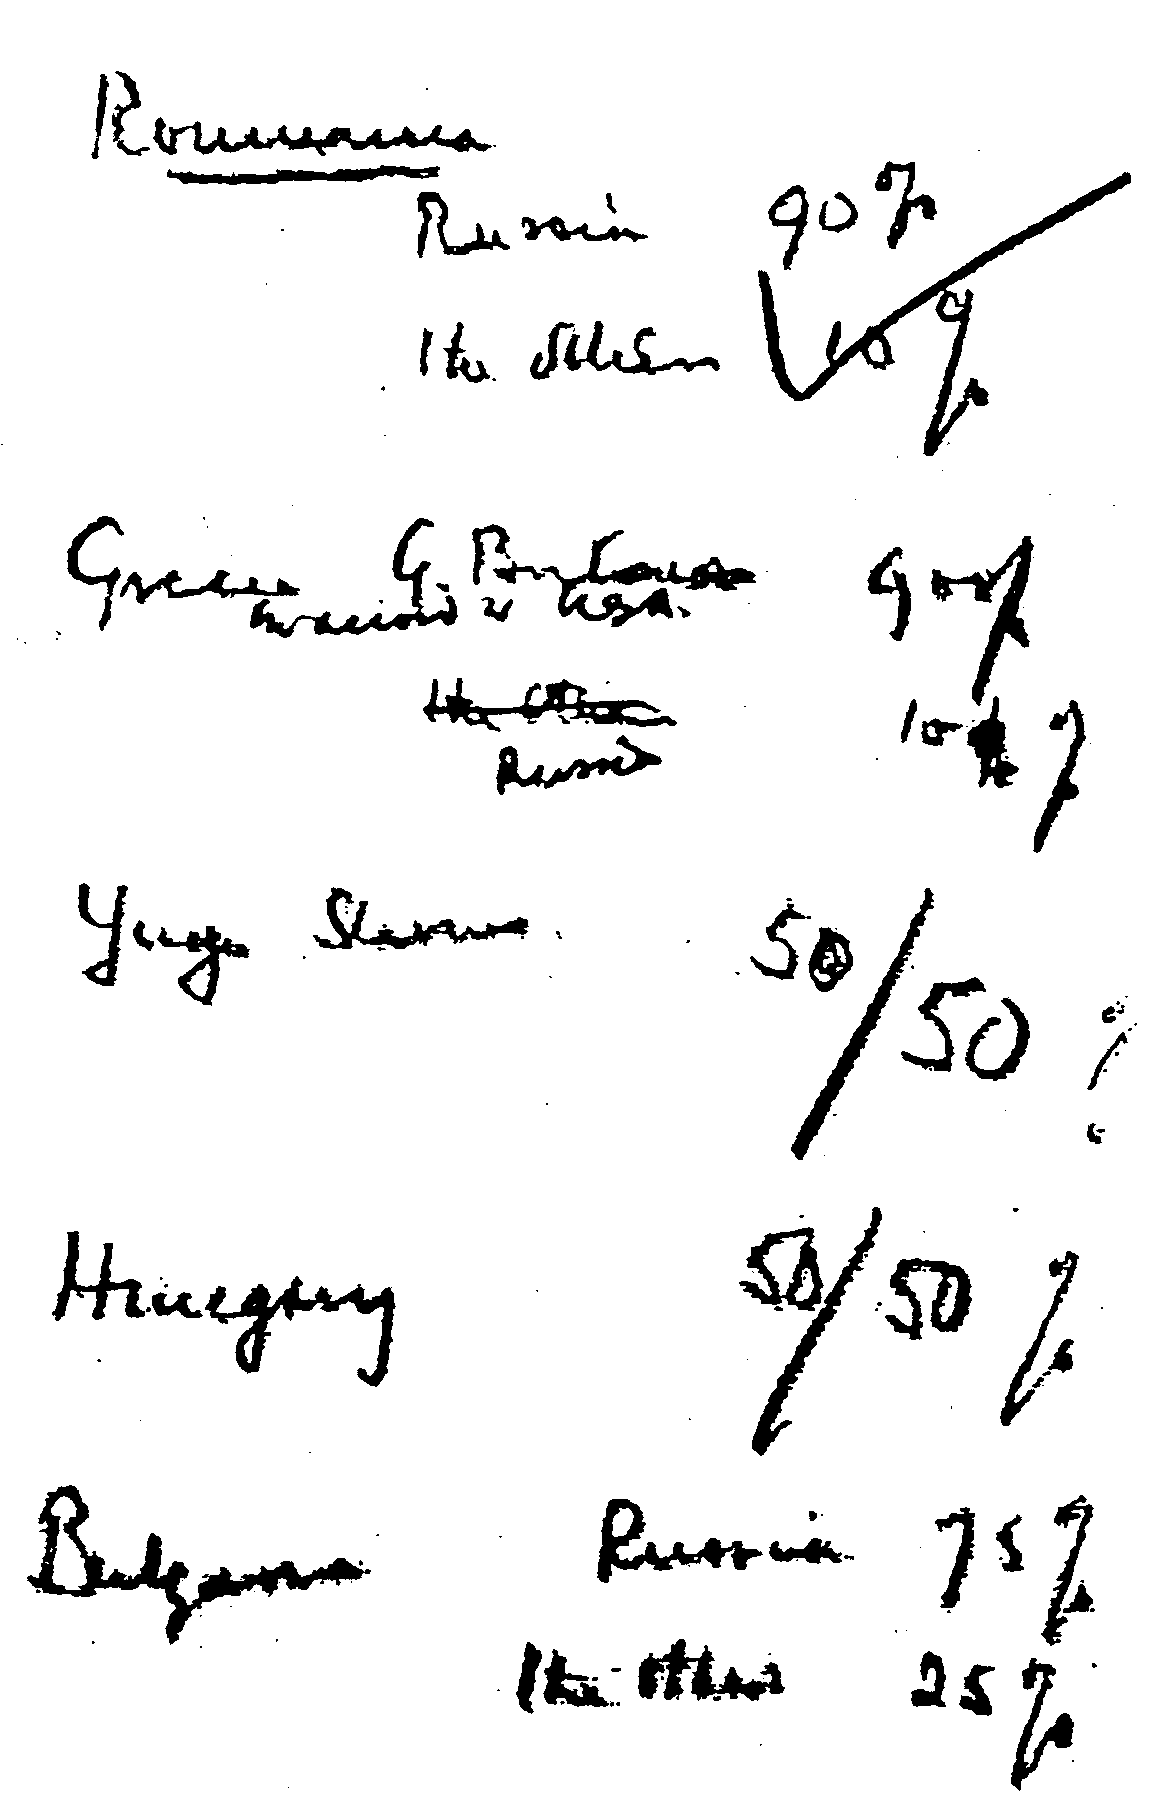 Roumania
Russia 90%
The others 10%
Greece G. Britain 90%
in accord w USA.
The others
Russia 10%
Yugo Slavia 50/50%
Hungary 50/50%
Bulgaria Russia 75%
the others 25%